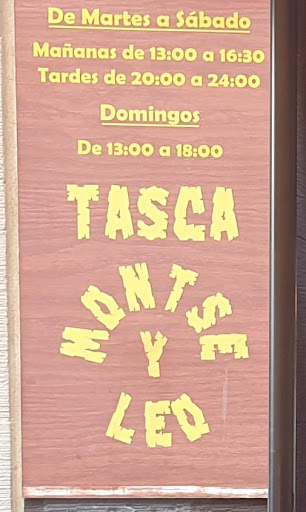 De Martes a Sábado
Mañanas de 13:00 a 16:30
Tardes de 20:00 a 24:00
Domingos
De 13:00 a 18:00
TASCA
MONTSE
Y
LEO